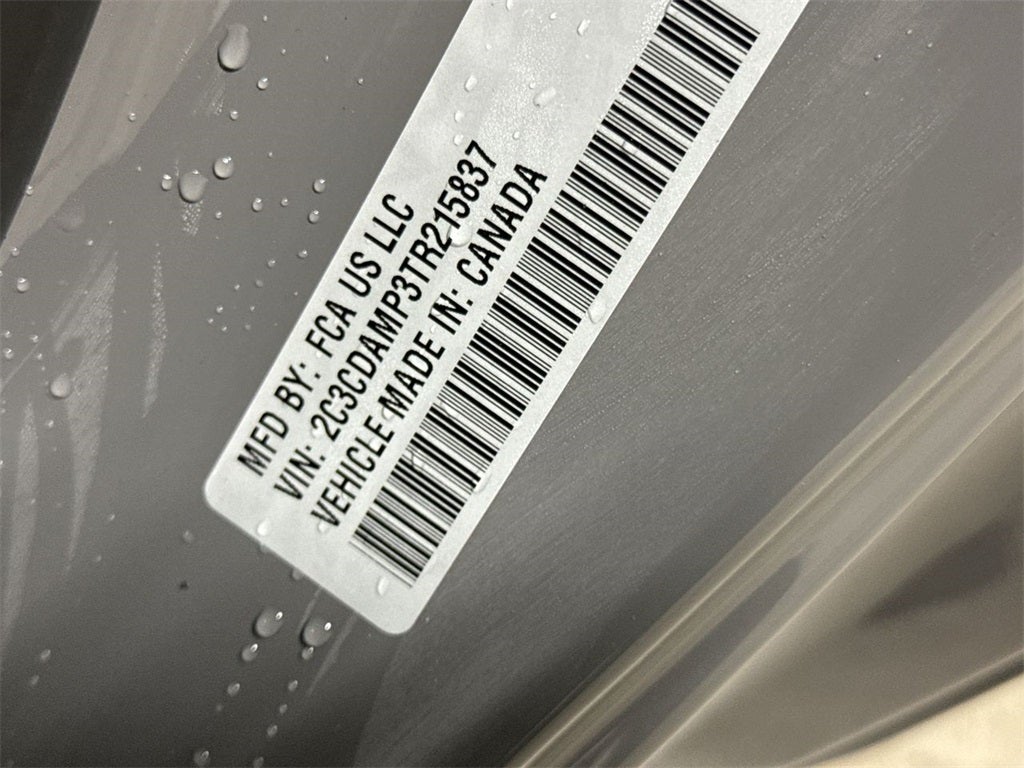 MFD BY: FCA US LLC
VIN: 2C3CDAMP3TR215837
VEHICLE MADE IN: CANADA